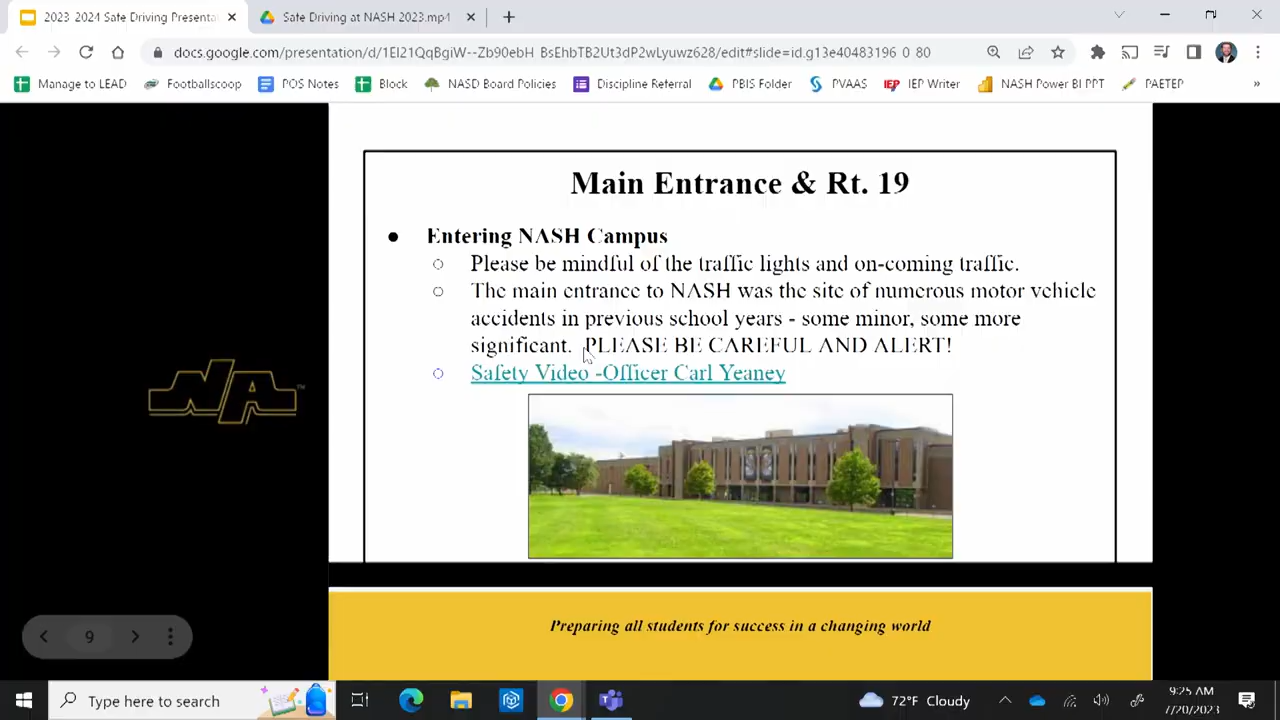 2023-2024 Safe Driving Presenta
Safe Driving at NASH 2023.mp4
docs.google.com/presentation/d/1El21QqBgiW--Zb90ebH_BsEhbTB2Ut3dP2wLyuwz628/edit#slide=id.g13e40483196_0_80
Manage to LEAD
Footballscoop
POS Notes
Block
NASD Board Policies
Discipline Referral
PBIS Folder
PVAAS
IEP
IEP Writer
NASH Power BI PPT
PAETEP
»
Main Entrance & Rt. 19
● Entering NASH Campus
○ Please be mindful of the traffic lights and on-coming traffic.
○ The main entrance to NASH was the site of numerous motor vehicle
accidents in previous school years - some minor, some more
significant. PLEASE BE CAREFUL AND ALERT!
○ Safety Video -Officer Carl Yeaney
NA™
9
Preparing all students for success in a changing world
Type here to search
72°F Cloudy
9:25 AM
7/20/2023